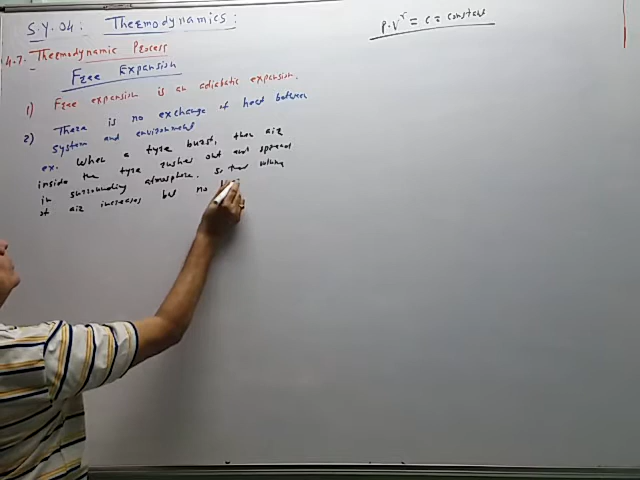 S.Y. 04: Thermodynamics:
P.V^γ = C = constant
4.7. Thermodynamic Process
Free Expansion
1) Free expansion is an adiabatic expansion.
2) There is no exchange of heat between
system and environment
ex. When a tyre burst, then air
inside the tyre rushes out and spread
in surrounding atmosphere. So that volume
of air increases but no